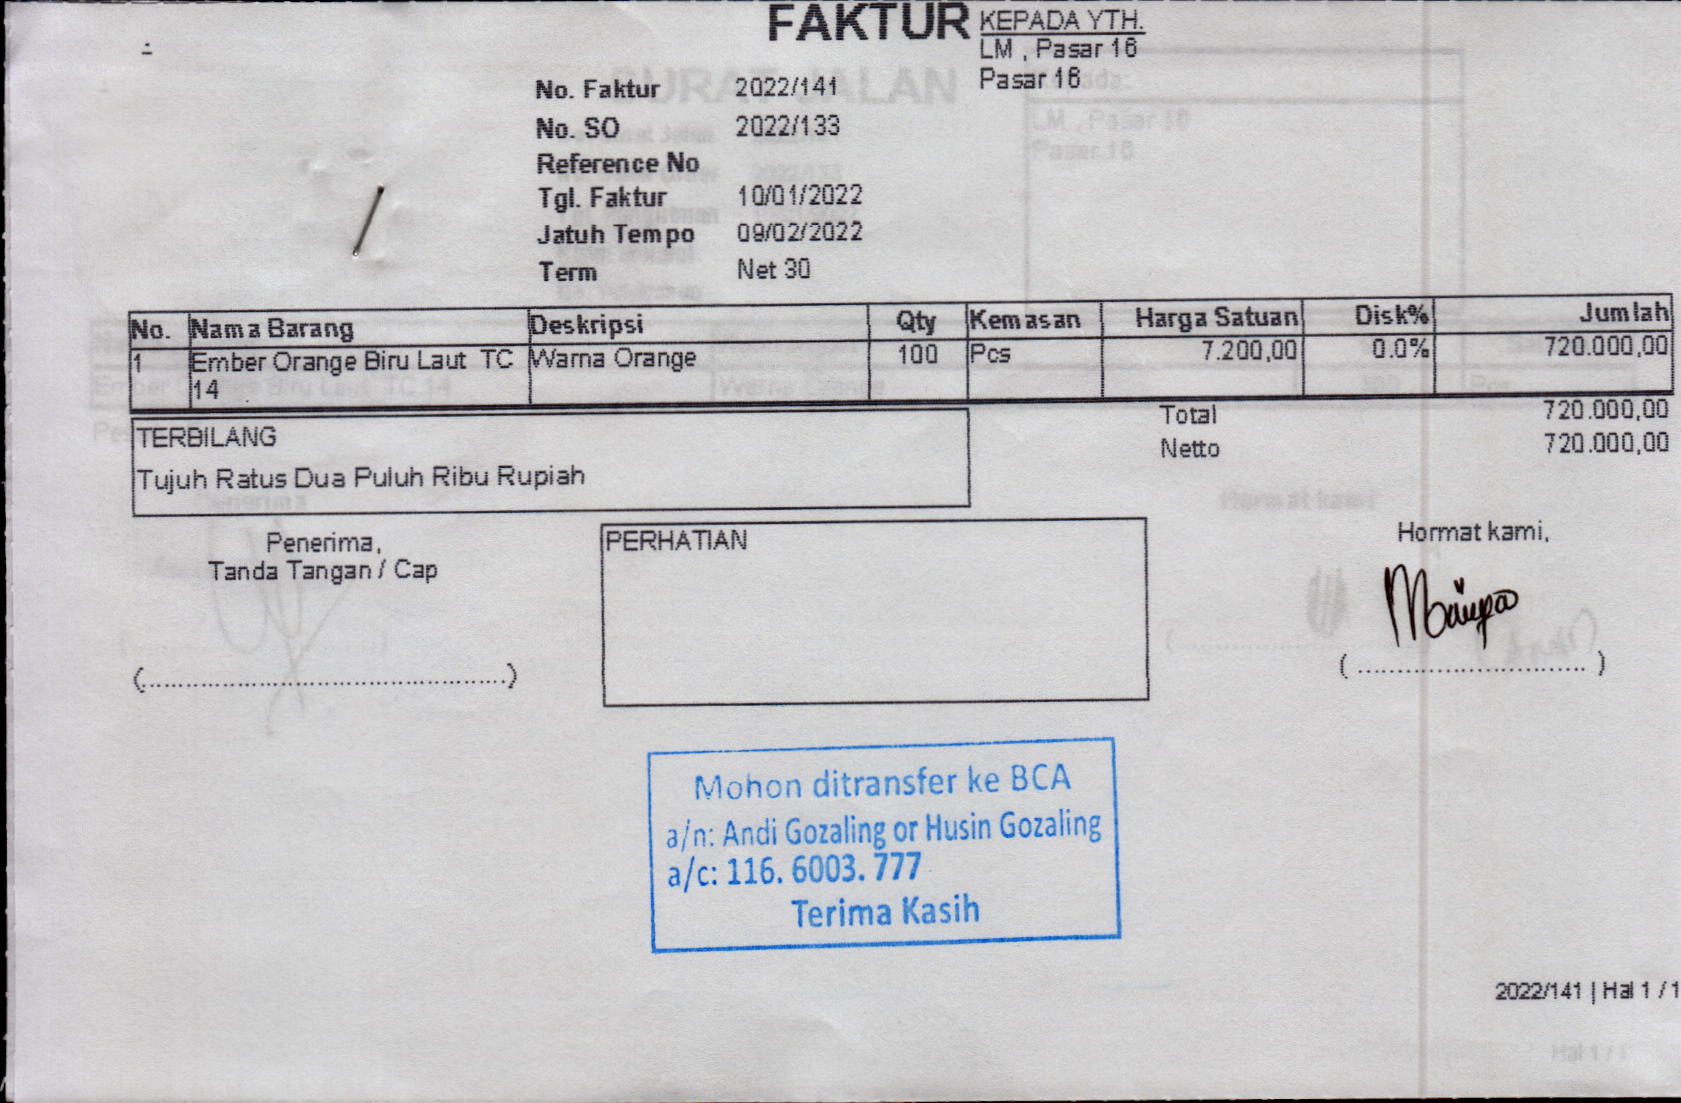 FAKTUR
KEPADA YTH.
LM , Pasar 16
Pasar 16
No. Faktur 2022/141
No. SO 2022/133
Reference No
Tgl. Faktur 10/01/2022
Jatuh Tempo 09/02/2022
Term Net 30
No. Nama Barang Deskripsi Qty Kemasan Harga Satuan Disk% Jumlah
1 Ember Orange Biru Laut TC 14 Warna Orange 100 Pcs 7.200,00 0.0% 720.000,00
Total 720.000,00
Netto 720.000,00
TERBILANG
Tujuh Ratus Dua Puluh Ribu Rupiah
Penerima,
Tanda Tangan / Cap
(.............................................)
PERHATIAN
Hormat kami,
( ............................ )
Mohon ditransfer ke BCA
a/n: Andi Gozaling or Husin Gozaling
a/c: 116. 6003. 777
Terima Kasih
2022/141 | Hal 1 / 1